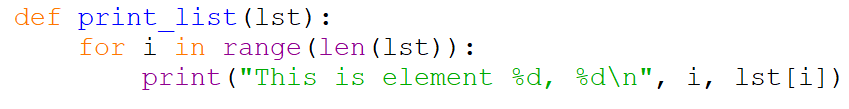 def print_list(lst):
    for i in range(len(lst)):
        print("This is element %d, %d\n", i, lst[i])